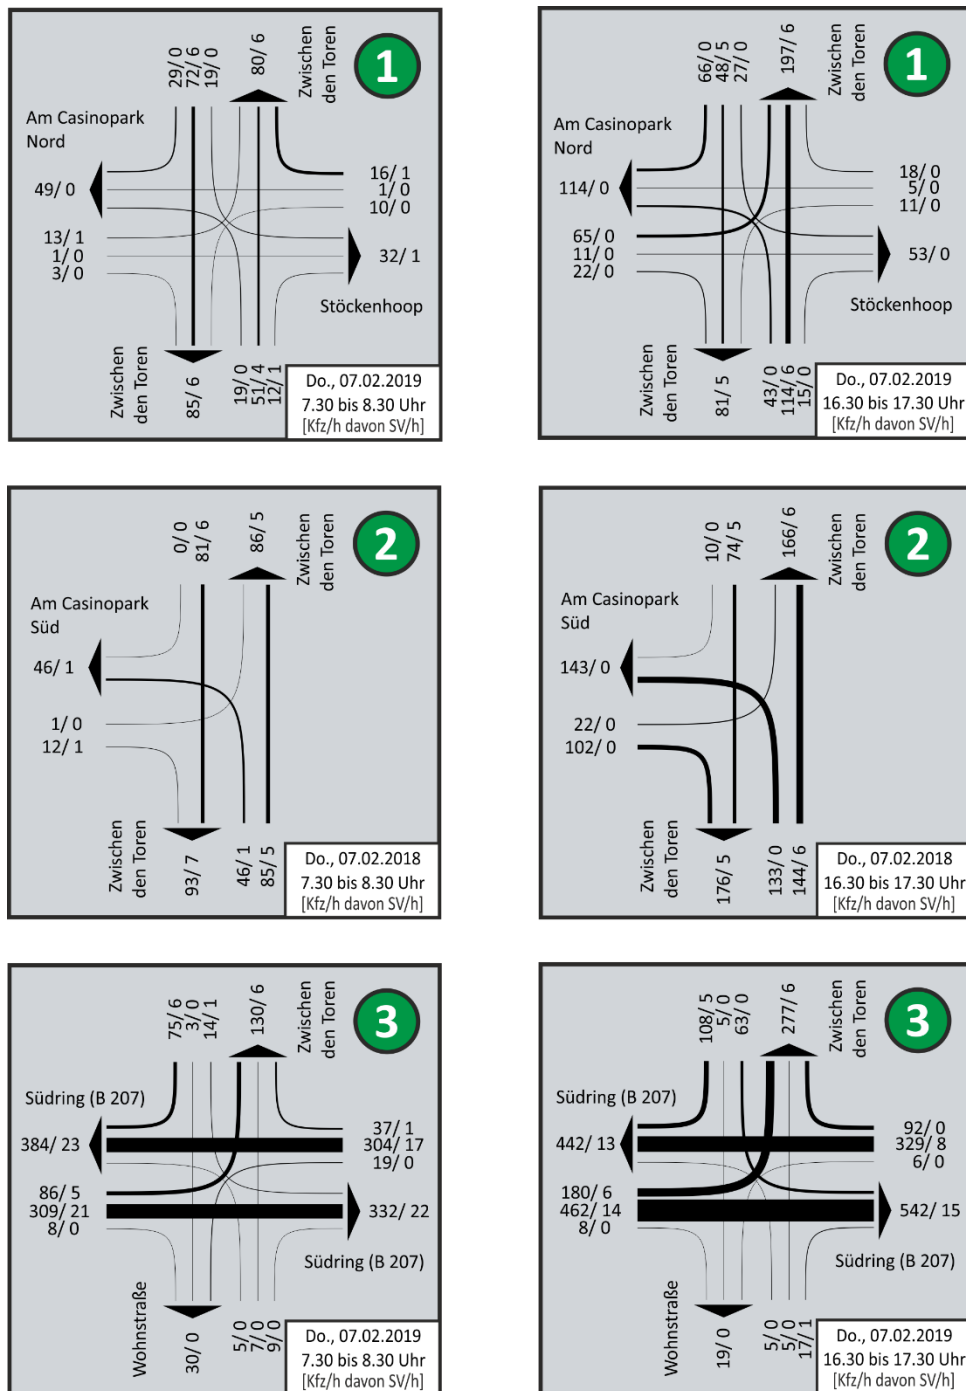 29/ 0
72/ 6
19/ 0
80/ 6
Zwischen
den Toren
1
Am Casinopark
Nord
49/ 0
16/ 1
1/ 0
10/ 0
13/ 1
1/ 0
3/ 0
32/ 1
Stöckenhoop
Zwischen
den Toren
85/ 6
19/ 0
51/ 4
12/ 1
Do., 07.02.2019
7.30 bis 8.30 Uhr
[Kfz/h davon SV/h]
66/ 0
48/ 5
27/ 0
197/ 6
Zwischen
den Toren
1
Am Casinopark
Nord
114/ 0
18/ 0
5/ 0
11/ 0
65/ 0
11/ 0
22/ 0
53/ 0
Stöckenhoop
Zwischen
den Toren
81/ 5
43/ 0
114/ 6
15/ 0
Do., 07.02.2019
16.30 bis 17.30 Uhr
[Kfz/h davon SV/h]
0/ 0
81/ 6
86/ 5
Zwischen
den Toren
2
Am Casinopark
Süd
46/ 1
1/ 0
12/ 1
Zwischen
den Toren
93/ 7
46/ 1
85/ 5
Do., 07.02.2018
7.30 bis 8.30 Uhr
[Kfz/h davon SV/h]
10/ 0
74/ 5
166/ 6
Zwischen
den Toren
2
Am Casinopark
Süd
143/ 0
22/ 0
102/ 0
Zwischen
den Toren
176/ 5
133/ 0
144/ 6
Do., 07.02.2018
16.30 bis 17.30 Uhr
[Kfz/h davon SV/h]
75/ 6
3/ 0
14/ 1
130/ 6
Zwischen
den Toren
3
Südring (B 207)
384/ 23
37/ 1
304/ 17
19/ 0
86/ 5
309/ 21
8/ 0
332/ 22
Südring (B 207)
Wohnstraße
30/ 0
5/ 0
7/ 0
9/ 0
Do., 07.02.2019
7.30 bis 8.30 Uhr
[Kfz/h davon SV/h]
108/ 5
5/ 0
63/ 0
277/ 6
Zwischen
den Toren
3
Südring (B 207)
442/ 13
92/ 0
329/ 8
6/ 0
180/ 6
462/ 14
8/ 0
542/ 15
Südring (B 207)
Wohnstraße
19/ 0
5/ 0
5/ 0
17/ 1
Do., 07.02.2019
16.30 bis 17.30 Uhr
[Kfz/h davon SV/h]